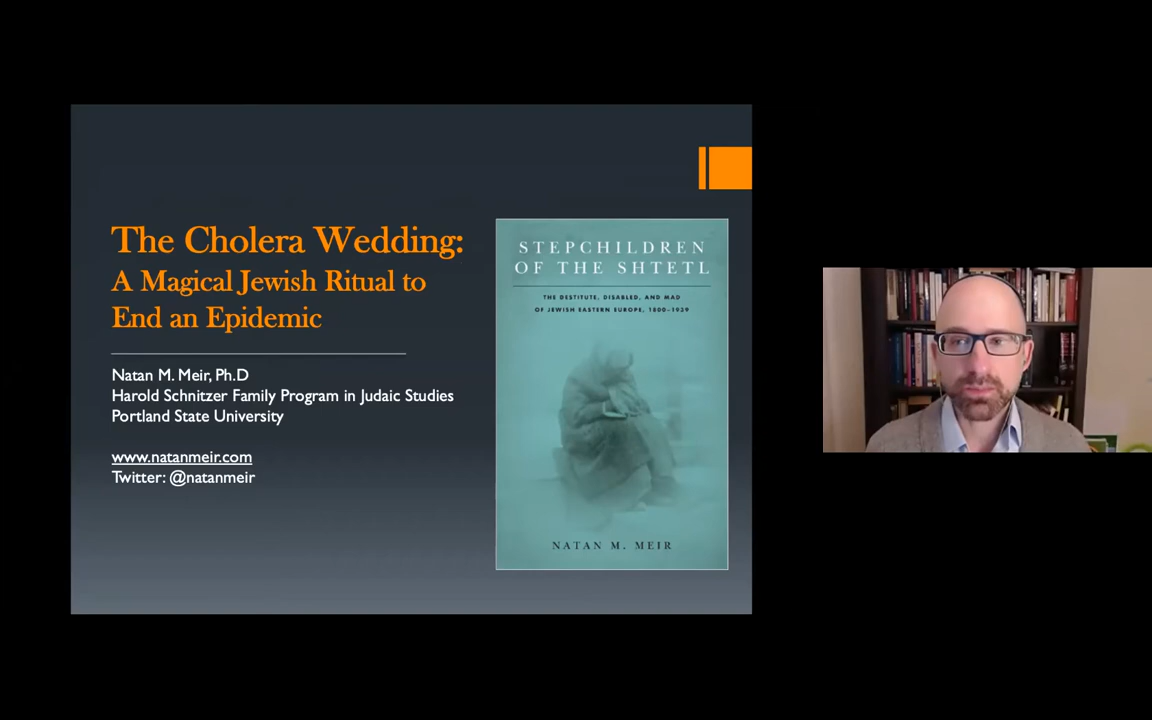 The Cholera Wedding:
A Magical Jewish Ritual to
End an Epidemic
Natan M. Meir, Ph.D
Harold Schnitzer Family Program in Judaic Studies
Portland State University
www.natanmeir.com
Twitter: @natanmeir
STEPCHILDREN
OF THE SHTETL
THE DESTITUTE, DISABLED, AND MAD
OF JEWISH EASTERN EUROPE, 1800–1939
NATAN M. MEIR